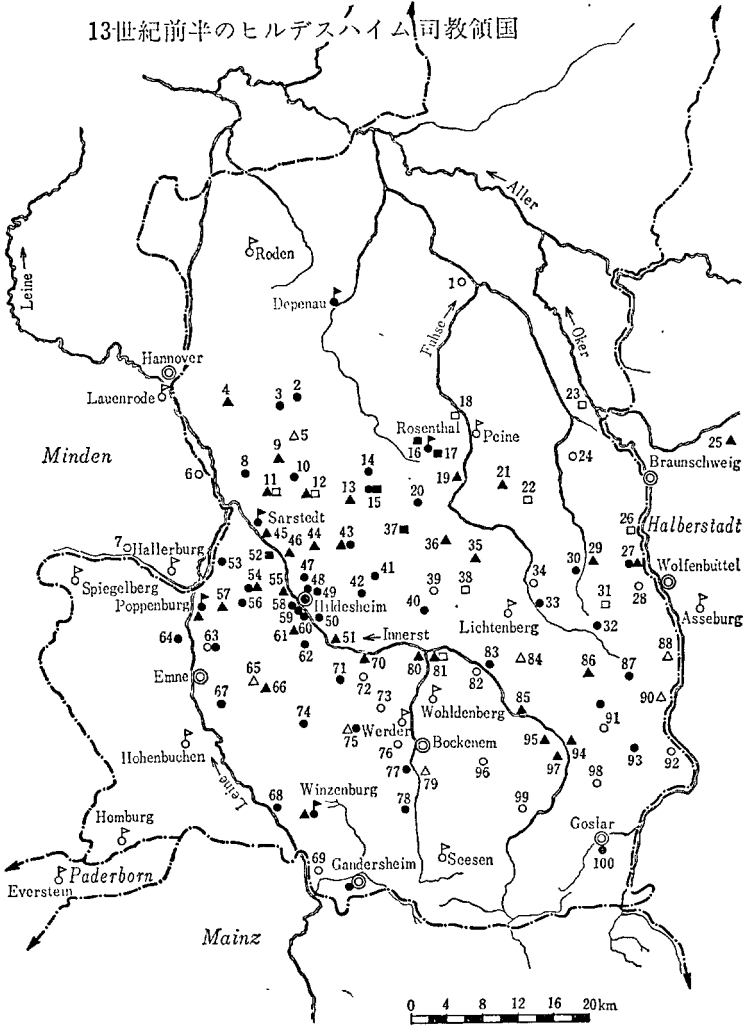 13世紀前半のヒルデスハイム司教領国
Aller
Leine
Roden
Depenau
1
Fuhse
Oker
Hannover
Lauenrode
4
3
2
18
23
5
Rosenthal
Peine
16
17
25
Minden
9
6
8
10
14
24
Braunschweig
11
12
13
15
19
20
21
22
Sarstedt
26
Halberstadt
7
Hallerburg
45
46
44
43
37
36
35
52
53
47
41
30
29
27
Wolfenbüttel
Spiegelberg
54
55
48
49
42
39
38
34
31
28
Poppenburg
57
56
58
Hildesheim
40
33
Asseburg
59
50
Lichtenberg
60
32
64
63
61
51
Innerst
62
88
70
80
81
83
84
86
87
65
71
72
82
Emne
66
90
67
73
Wohldenberg
85
74
Werder
91
75
95
94
Hohenbuchen
76
Bockenem
93
92
77
79
96
97
98
Leine
68
Winzenburg
78
99
Homburg
Goslar
100
69
Gandersheim
Seesen
Paderborn
Everstein
Mainz
0 4 8 12 16 20km